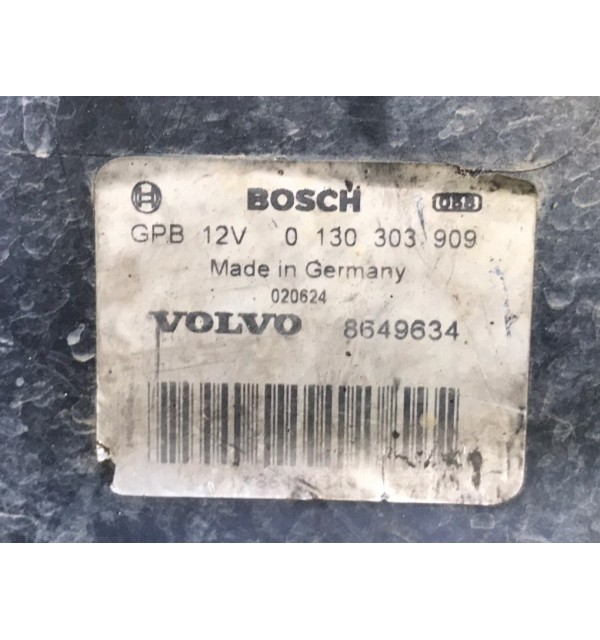 BOSCH
GPB 12V 0 130 303 909
Made in Germany
020624
VOLVO 8649634